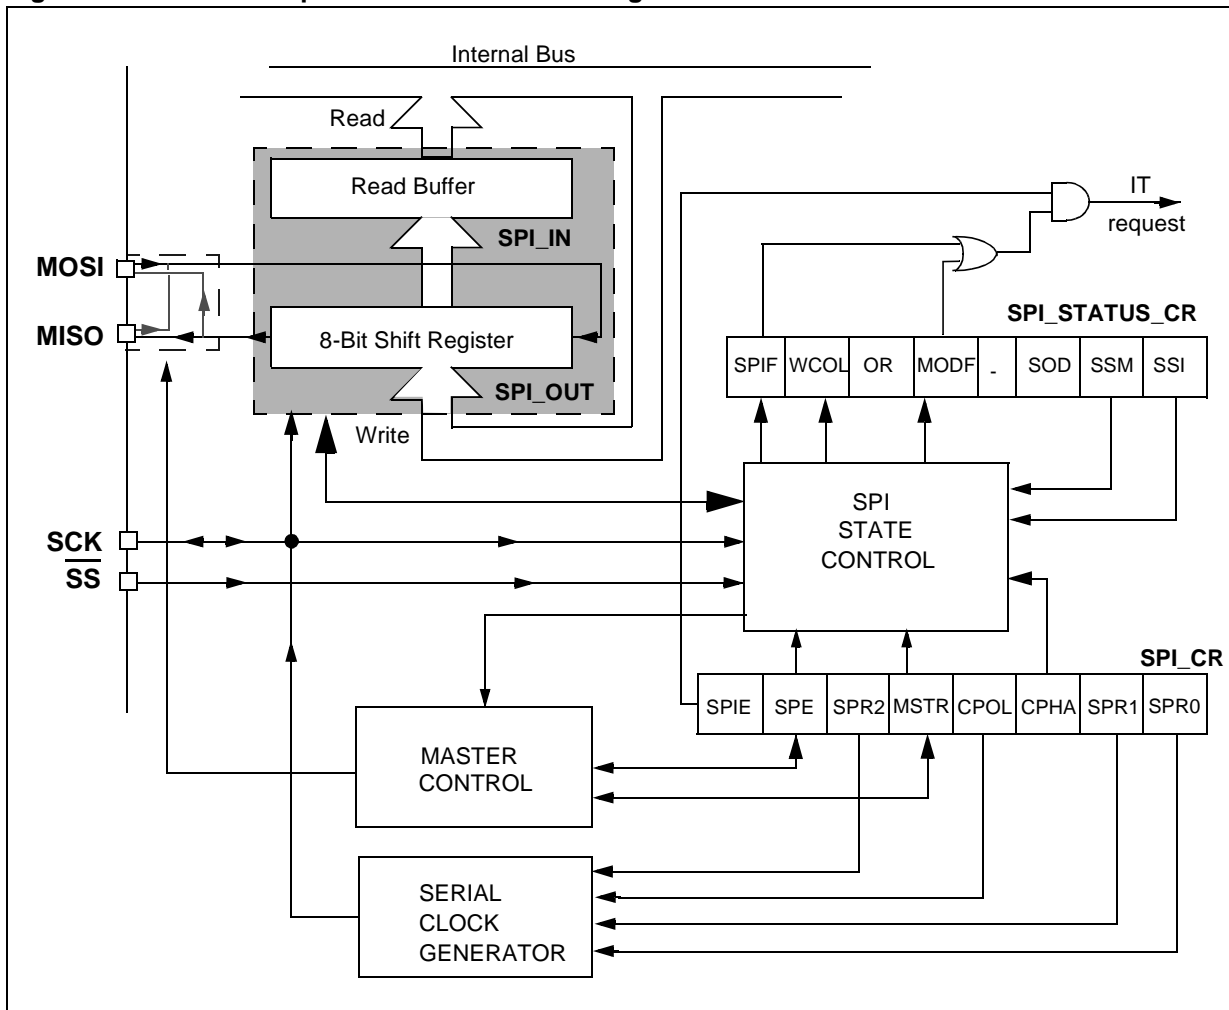 Internal Bus
Read
Read Buffer
SPI_IN
IT
request
MOSI
MISO
8-Bit Shift Register
SPI_OUT
Write
SPI_STATUS_CR
SPIF WCOL OR MODF - SOD SSM SSI
SPI
STATE
CONTROL
SCK
SS
SPI_CR
SPIE SPE SPR2 MSTR CPOL CPHA SPR1 SPR0
MASTER
CONTROL
SERIAL
CLOCK
GENERATOR